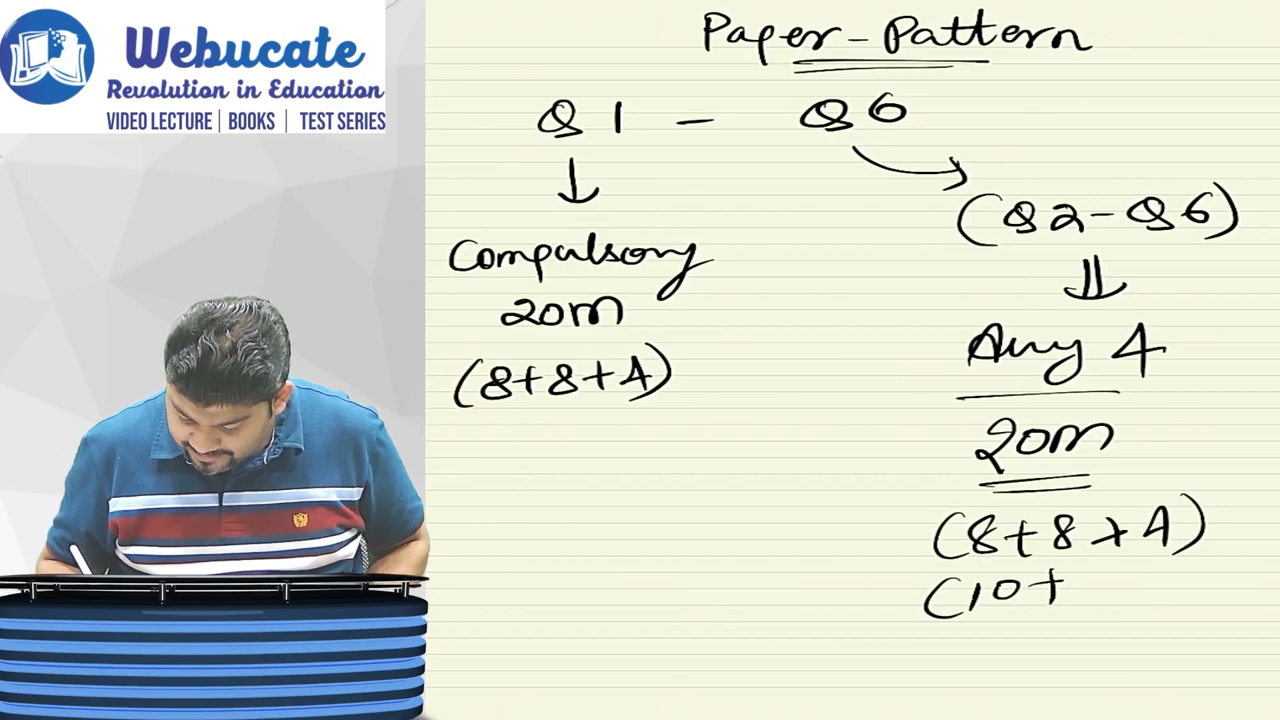 Webucate
Revolution in Education
VIDEO LECTURE | BOOKS | TEST SERIES
Paper - Pattern
Q1 - Q6
(Q2 - Q6)
Compulsory
20m
(8+8+4)
Any 4
20m
(8+8+4)
(10+